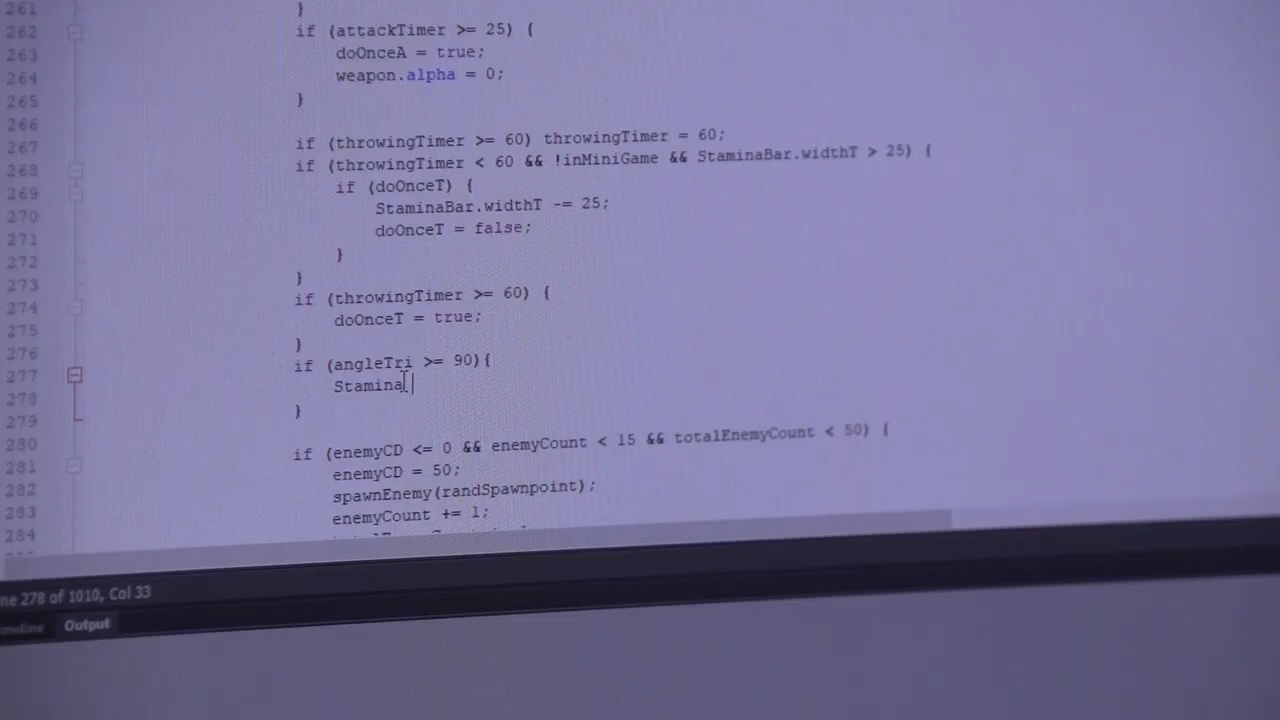 261 }
262 if (attackTimer >= 25) {
263 doOnceA = true;
264 weapon.alpha = 0;
265 }
266
267 if (throwingTimer >= 60) throwingTimer = 60;
268 if (throwingTimer < 60 && !inMiniGame && StaminaBar.widthT > 25) {
269 if (doOnceT) {
270 StaminaBar.widthT -= 25;
271 doOnceT = false;
272 }
273 }
274 if (throwingTimer >= 60) {
275 doOnceT = true;
276 }
277 if (angleTri >= 90){
278 Stamina
279 }
280 if (enemyCD <= 0 && enemyCount < 15 && totalEnemyCount < 50) {
281 enemyCD = 50;
282 spawnEnemy(randSpawnpoint);
283 enemyCount += 1;
284
ne 278 of 1010, Col 33
imeline Output